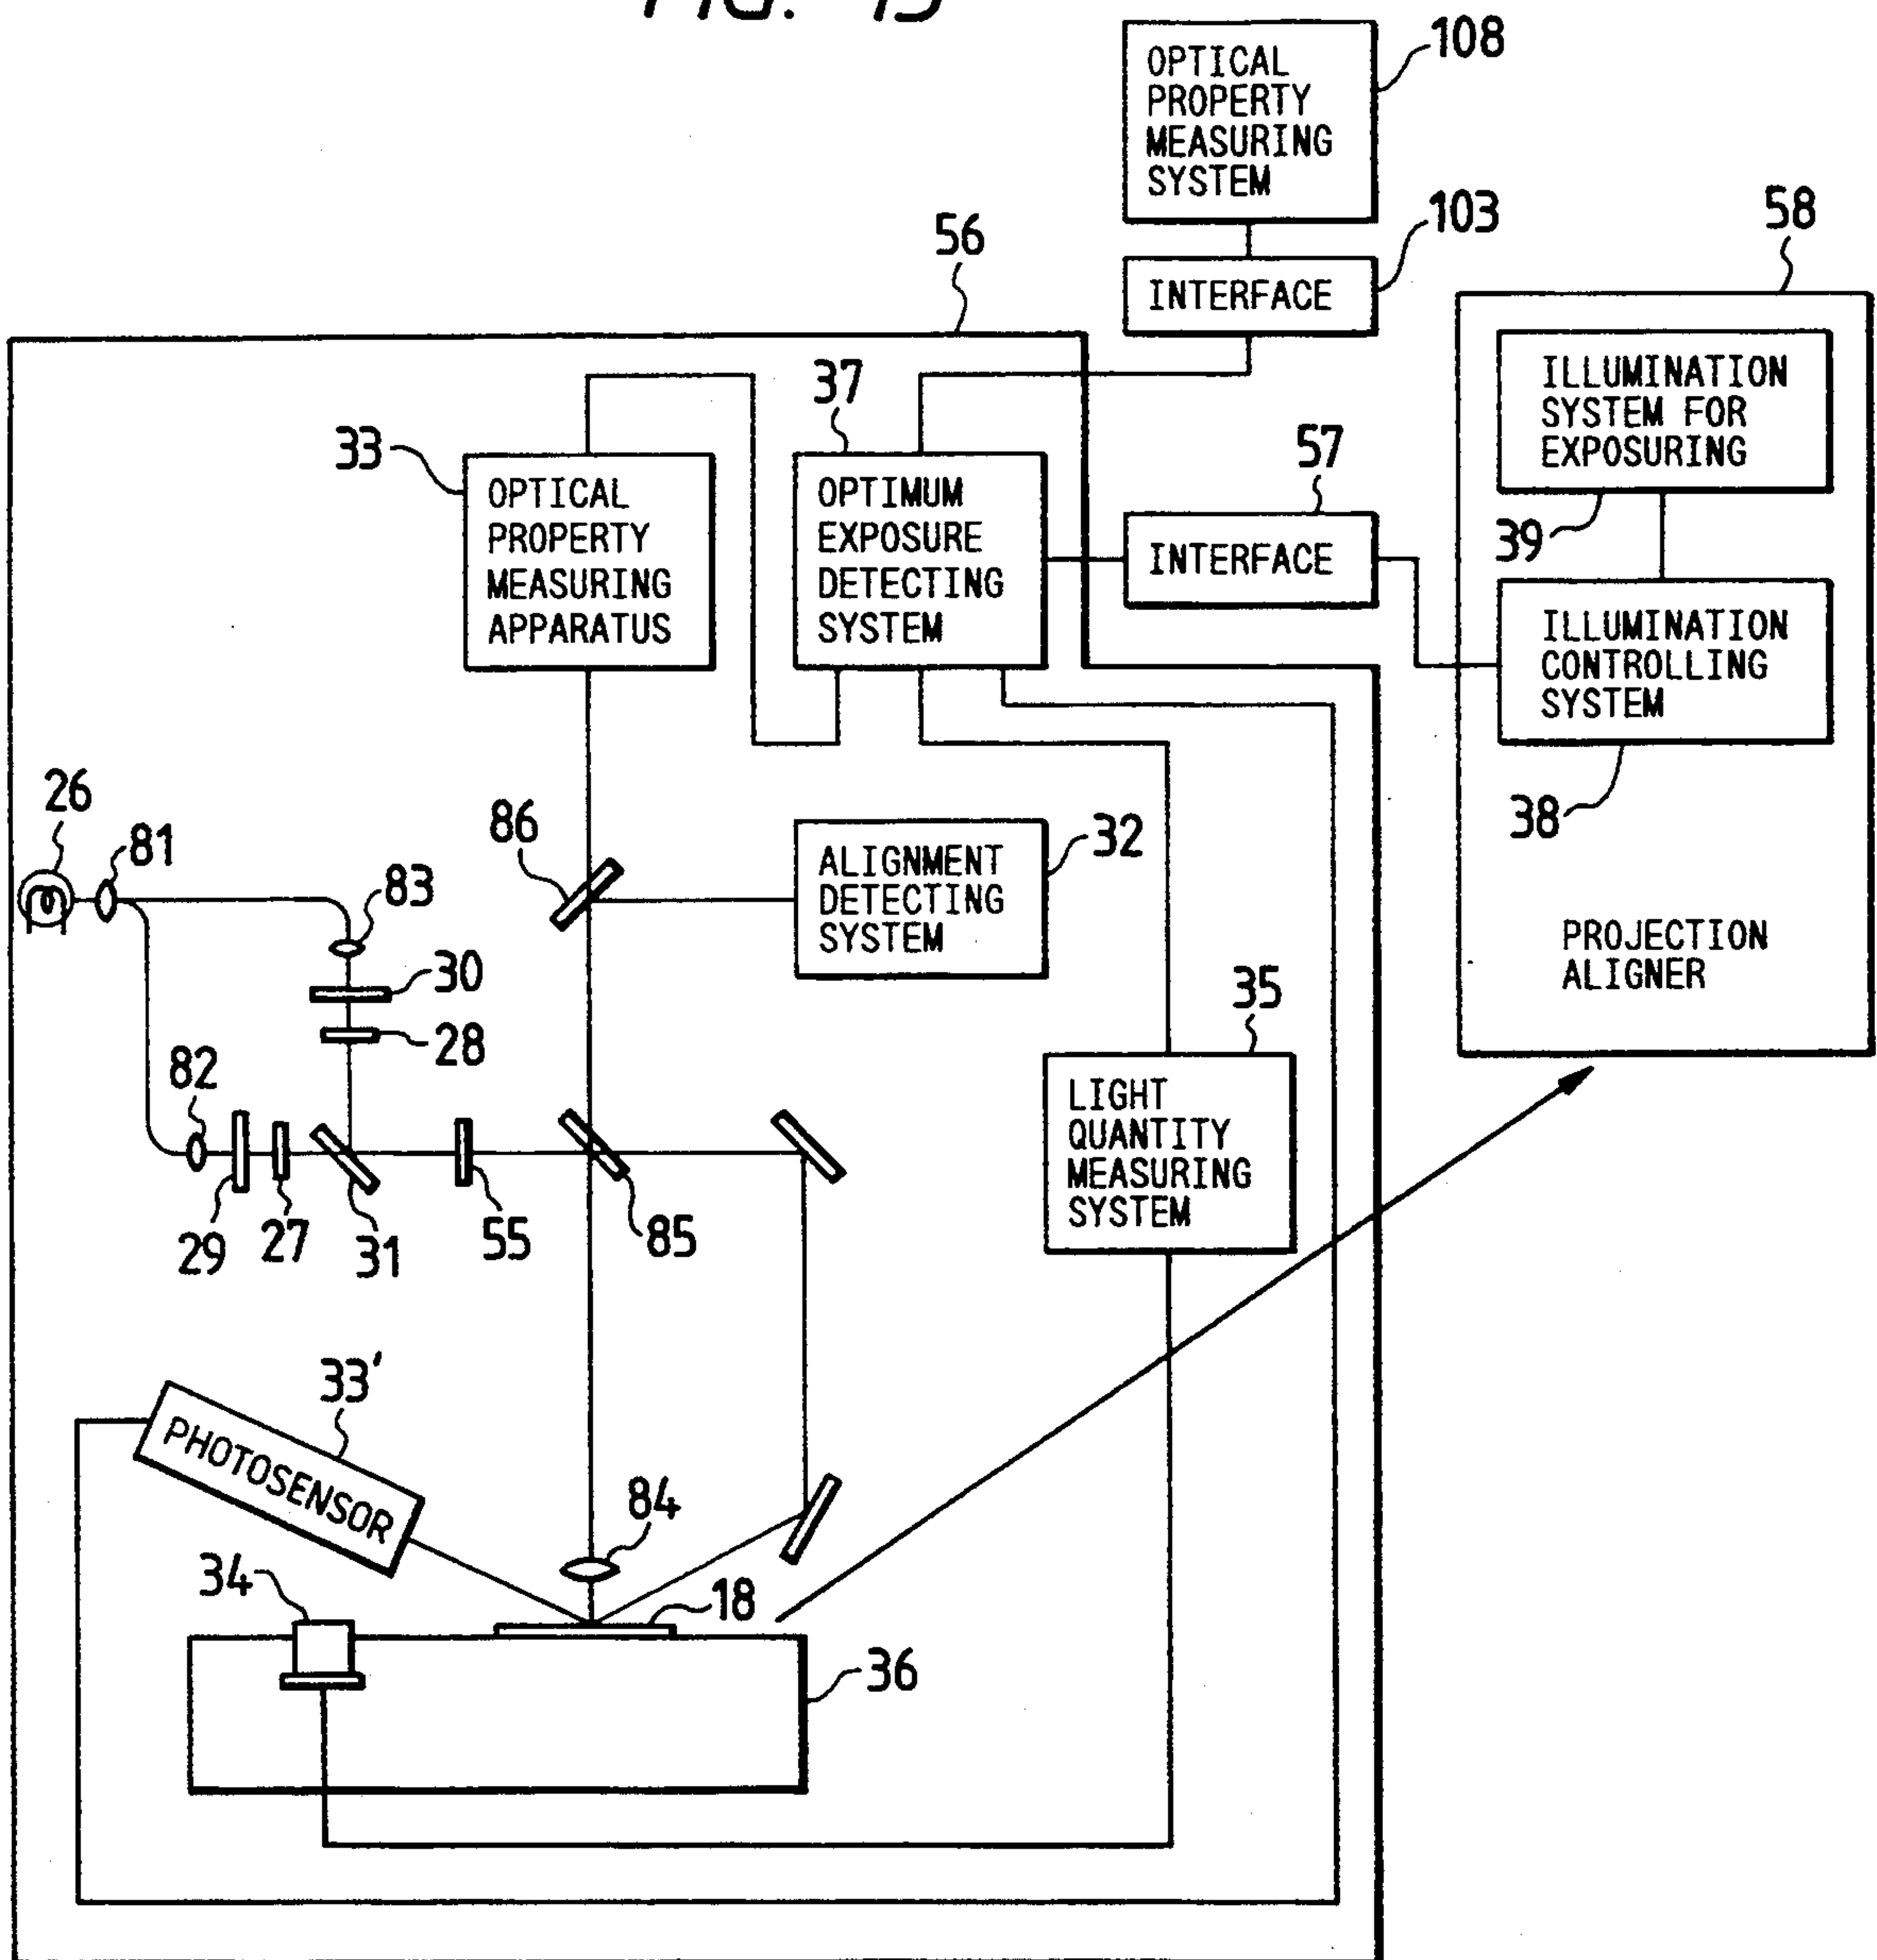 FIG. 45
108
OPTICAL
PROPERTY
MEASURING
SYSTEM
103
INTERFACE
58
56
ILLUMINATION
SYSTEM FOR
EXPOSURING
39
37
33
OPTICAL
PROPERTY
MEASURING
APPARATUS
OPTIMUM
EXPOSURE
DETECTING
SYSTEM
57
INTERFACE
ILLUMINATION
CONTROLLING
SYSTEM
38
PROJECTION
ALIGNER
26
81
83
86
ALIGNMENT
DETECTING
SYSTEM
32
30
28
35
LIGHT
QUANTITY
MEASURING
SYSTEM
82
29
27
31
55
85
33'
PHOTOSENSOR
84
34
18
36